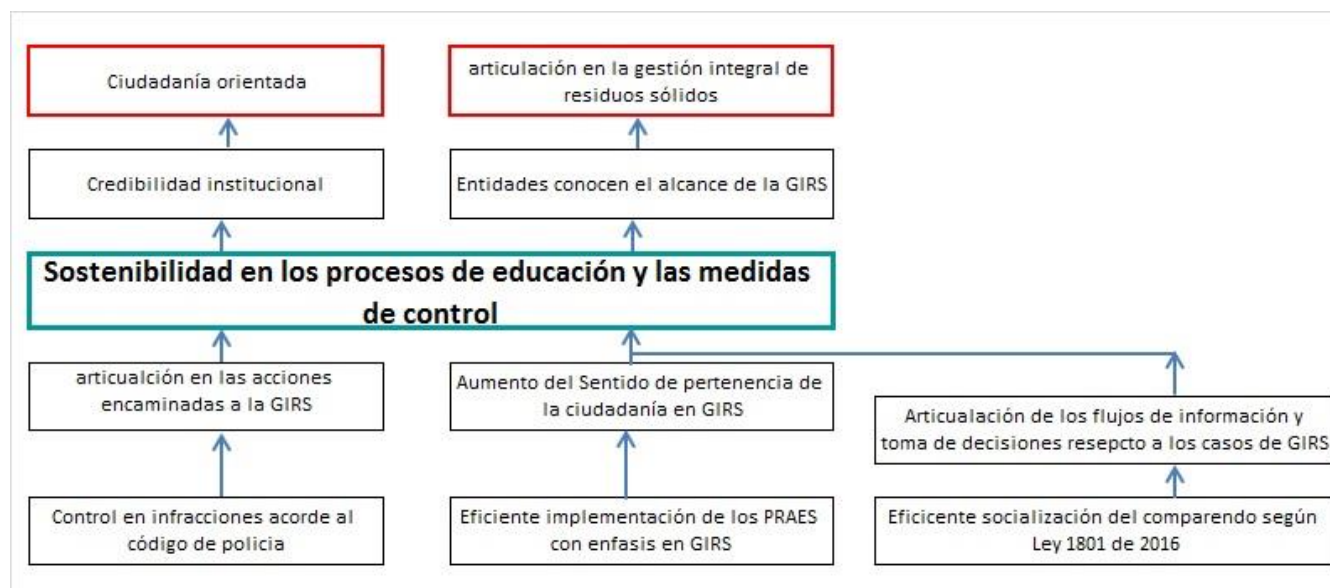 Ciudadanía orientada
articulación en la gestión integral de
residuos sólidos
Credibilidad institucional
Entidades conocen el alcance de la GIRS
Sostenibilidad en los procesos de educación y las medidas
de control
articualción en las acciones
encaminadas a la GIRS
Aumento del Sentido de pertenencia de
la ciudadanía en GIRS
Articualación de los flujos de información y
toma de decisiones resepcto a los casos de GIRS
Control en infracciones acorde al
código de policia
Eficiente implementación de los PRAES
con enfasis en GIRS
Eficicente socialización del comparendo según
Ley 1801 de 2016